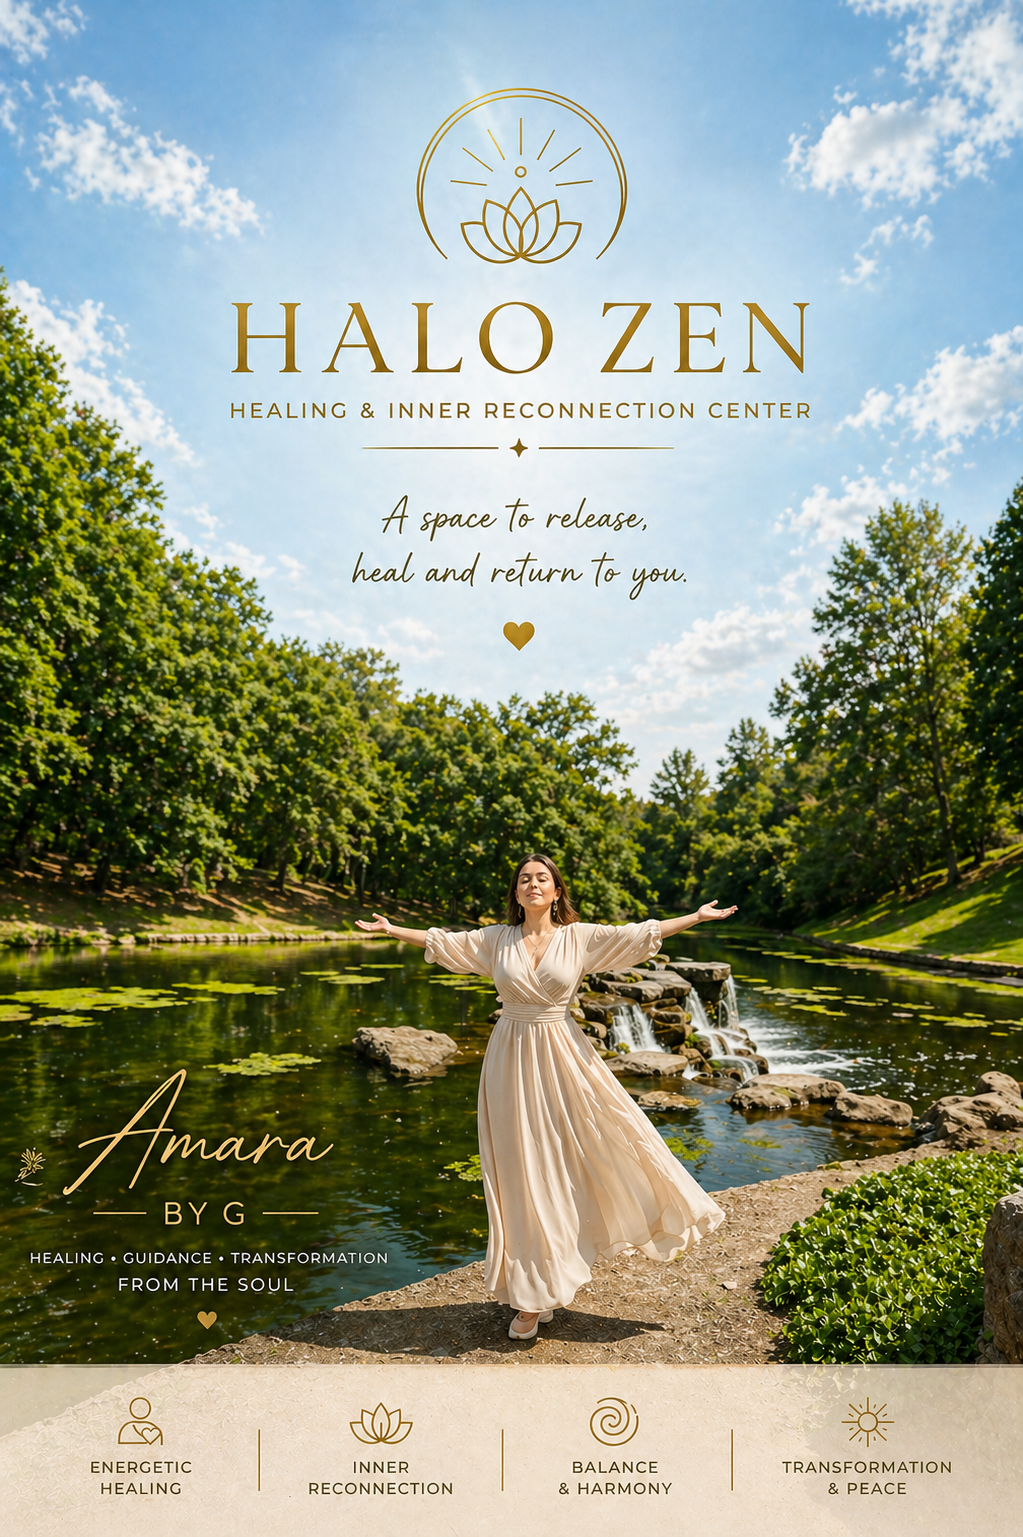 HALO ZEN
HEALING & INNER RECONNECTION CENTER
A space to release,
heal and return to you.
Amara
BY G
HEALING • GUIDANCE • TRANSFORMATION
FROM THE SOUL
ENERGETIC
HEALING
INNER
RECONNECTION
BALANCE
& HARMONY
TRANSFORMATION
& PEACE